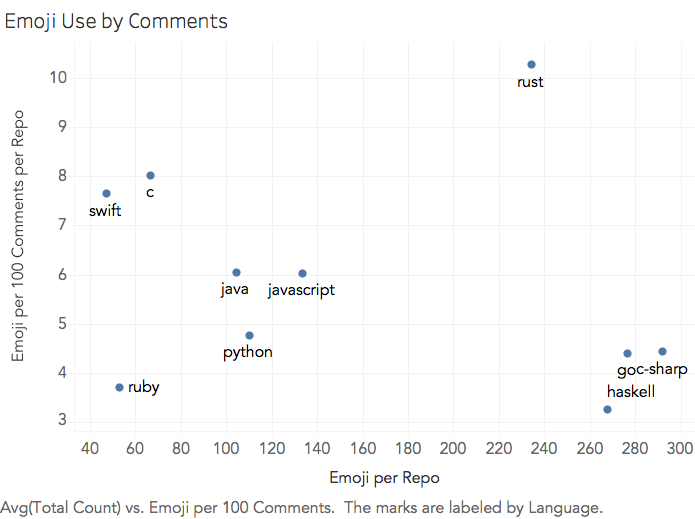 Emoji Use by Comments
Emoji per 100 Comments per Repo
10
9
8
7
6
5
4
3
rust
c
swift
java
javascript
python
ruby
go
c-sharp
haskell
40 60 80 100 120 140 160 180 200 220 240 260 280 300
Emoji per Repo
Avg(Total Count) vs. Emoji per 100 Comments. The marks are labeled by Language.